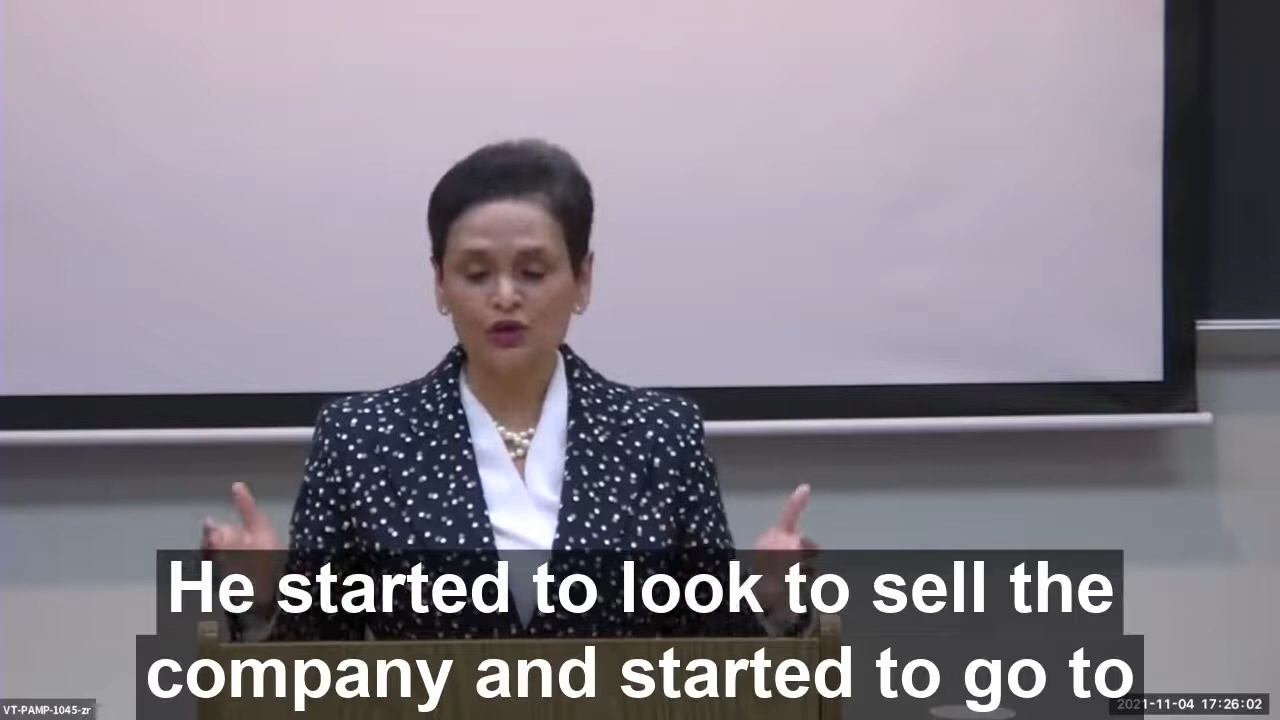 He started to look to sell the
company and started to go to
VT-PAMP-1045-zr
2021-11-04 17:26:02